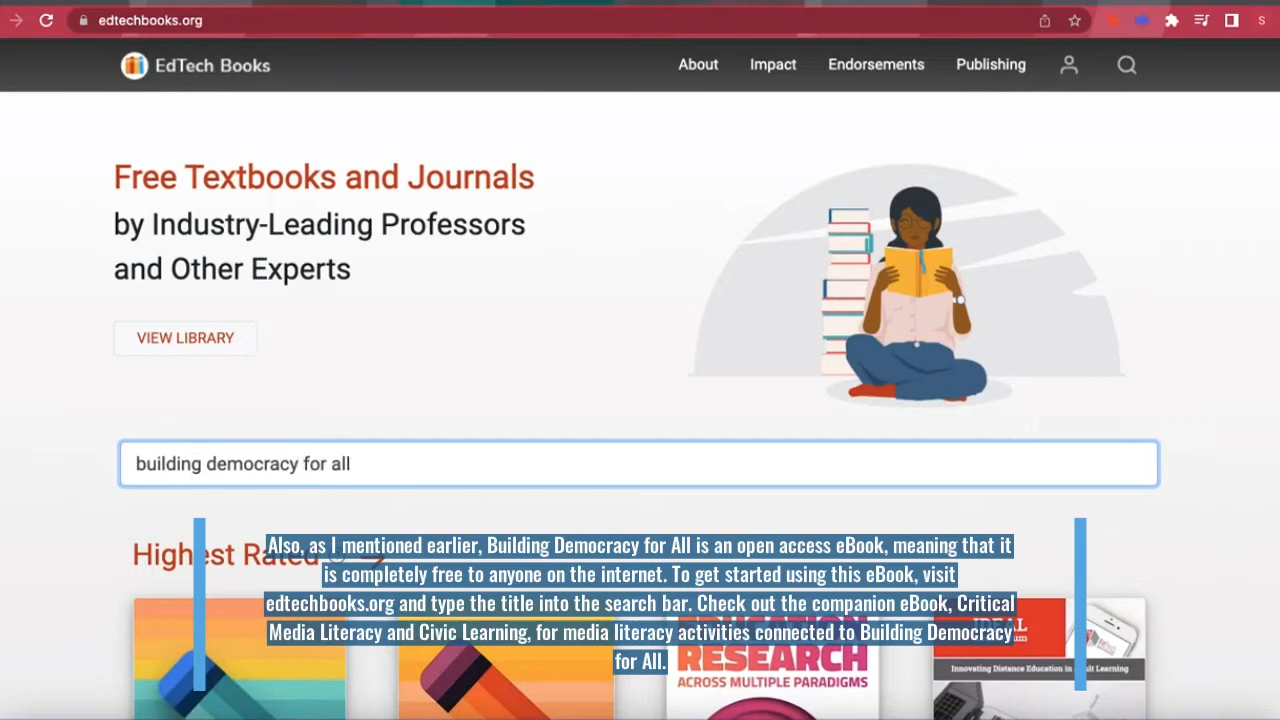 edtechbooks.org
S
EdTech Books
About
Impact
Endorsements
Publishing
Free Textbooks and Journals
by Industry-Leading Professors
and Other Experts
VIEW LIBRARY
building democracy for all
Highest Rated
Also, as I mentioned earlier, Building Democracy for All is an open access eBook, meaning that it
is completely free to anyone on the internet. To get started using this eBook, visit
edtechbooks.org and type the title into the search bar. Check out the companion eBook, Critical
Media Literacy and Civic Learning, for media literacy activities connected to Building Democracy
for All.
RESEARCH
ACROSS MULTIPLE PARADIGMS
Innovating Distance Education in
Learning